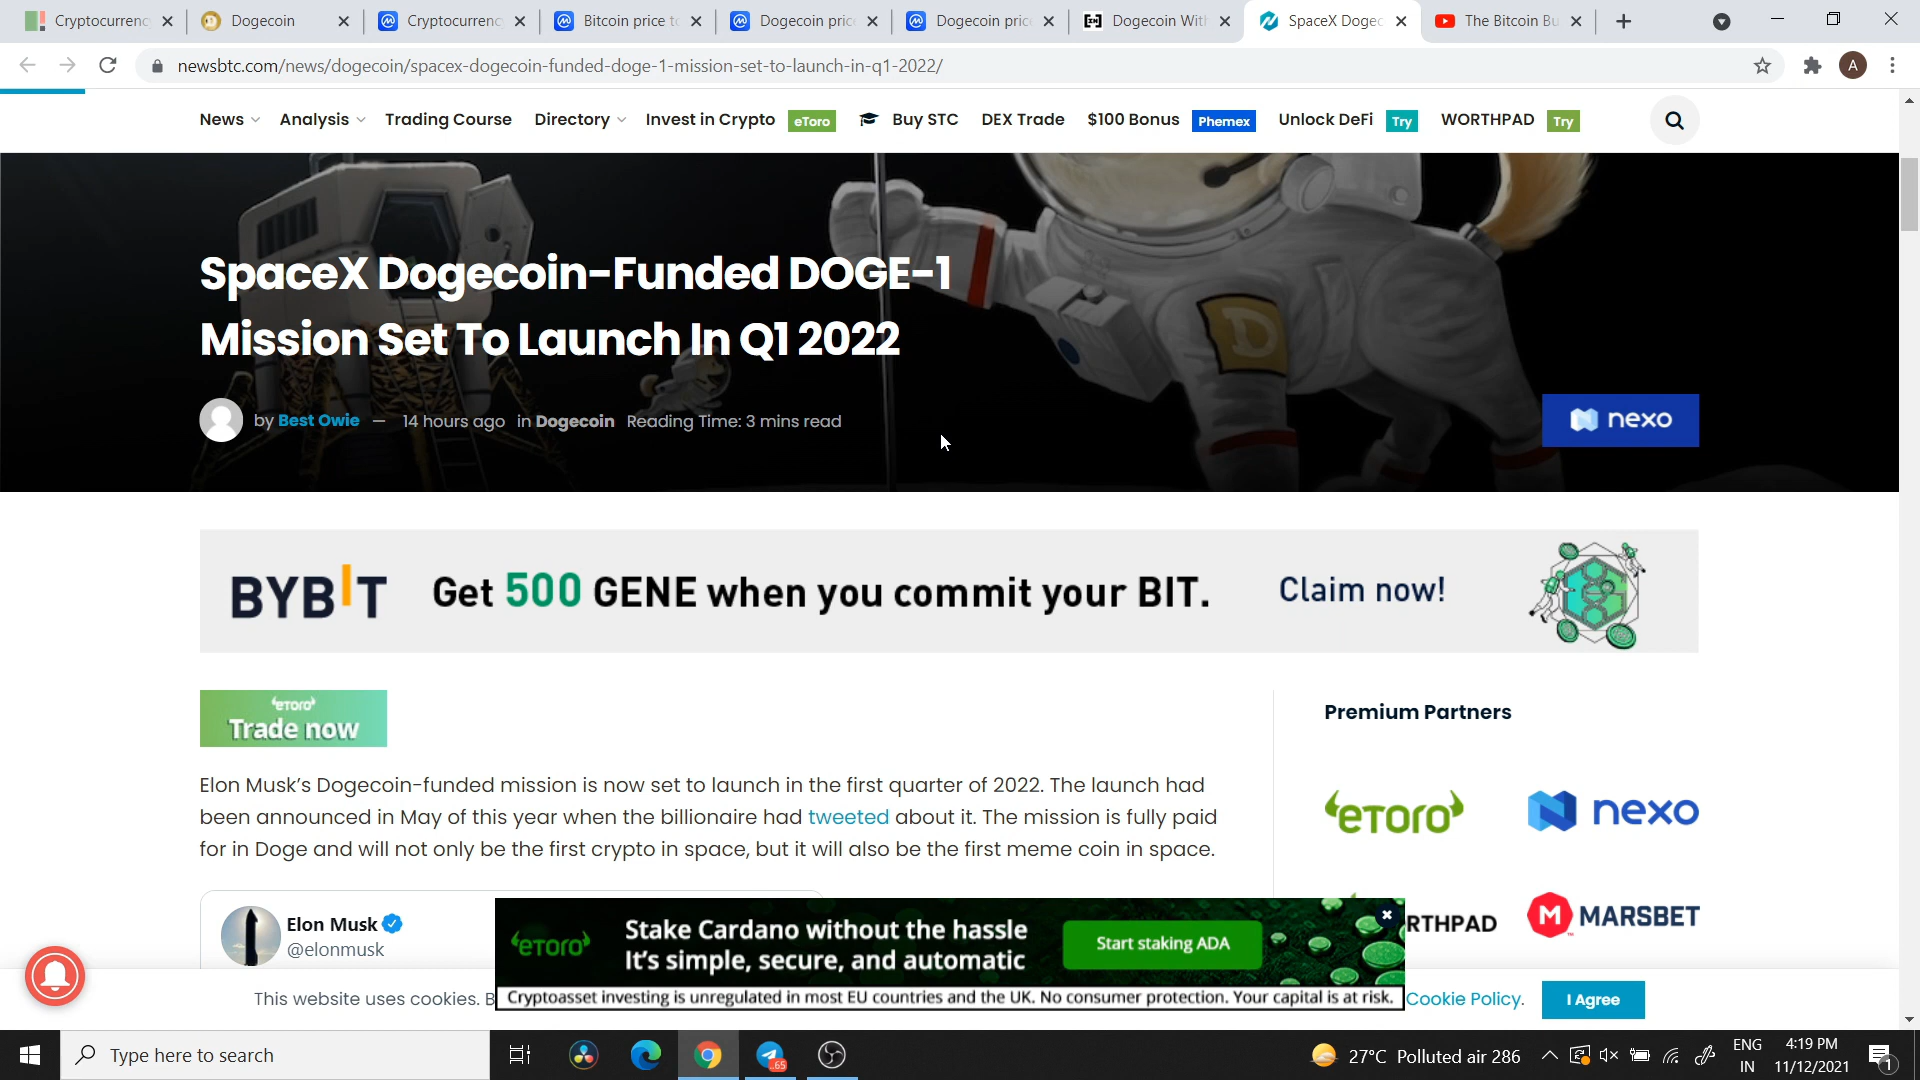 Cryptocurrenc
Dogecoin
Cryptocurrenc
Bitcoin price to
Dogecoin pric
Dogecoin pric
Dogecoin With
SpaceX Dogec
The Bitcoin Bu
newsbtc.com/news/dogecoin/spacex-dogecoin-funded-doge-1-mission-set-to-launch-in-q1-2022/
A
News Analysis Trading Course Directory Invest in Crypto eToro Buy STC DEX Trade $100 Bonus Phemex Unlock DeFi Try WORTHPAD Try
SpaceX Dogecoin-Funded DOGE-1
Mission Set To Launch In Q1 2022
by Best Owie — 14 hours ago in Dogecoin Reading Time: 3 mins read
nexo
BYBIT Get 500 GENE when you commit your BIT. Claim now!
eTORO
Trade now
Premium Partners
Elon Musk's Dogecoin-funded mission is now set to launch in the first quarter of 2022. The launch had
been announced in May of this year when the billionaire had tweeted about it. The mission is fully paid
for in Doge and will not only be the first crypto in space, but it will also be the first meme coin in space.
eTORO nexo
RTHPAD MARSBET
Elon Musk
@elonmusk
eTORO
Stake Cardano without the hassle
It's simple, secure, and automatic
Start staking ADA
Cryptoasset investing is unregulated in most EU countries and the UK. No consumer protection. Your capital is at risk.
This website uses cookies. B
Cookie Policy.
I Agree
Type here to search
65
27°C Polluted air 286
ENG
IN
4:19 PM
11/12/2021
1